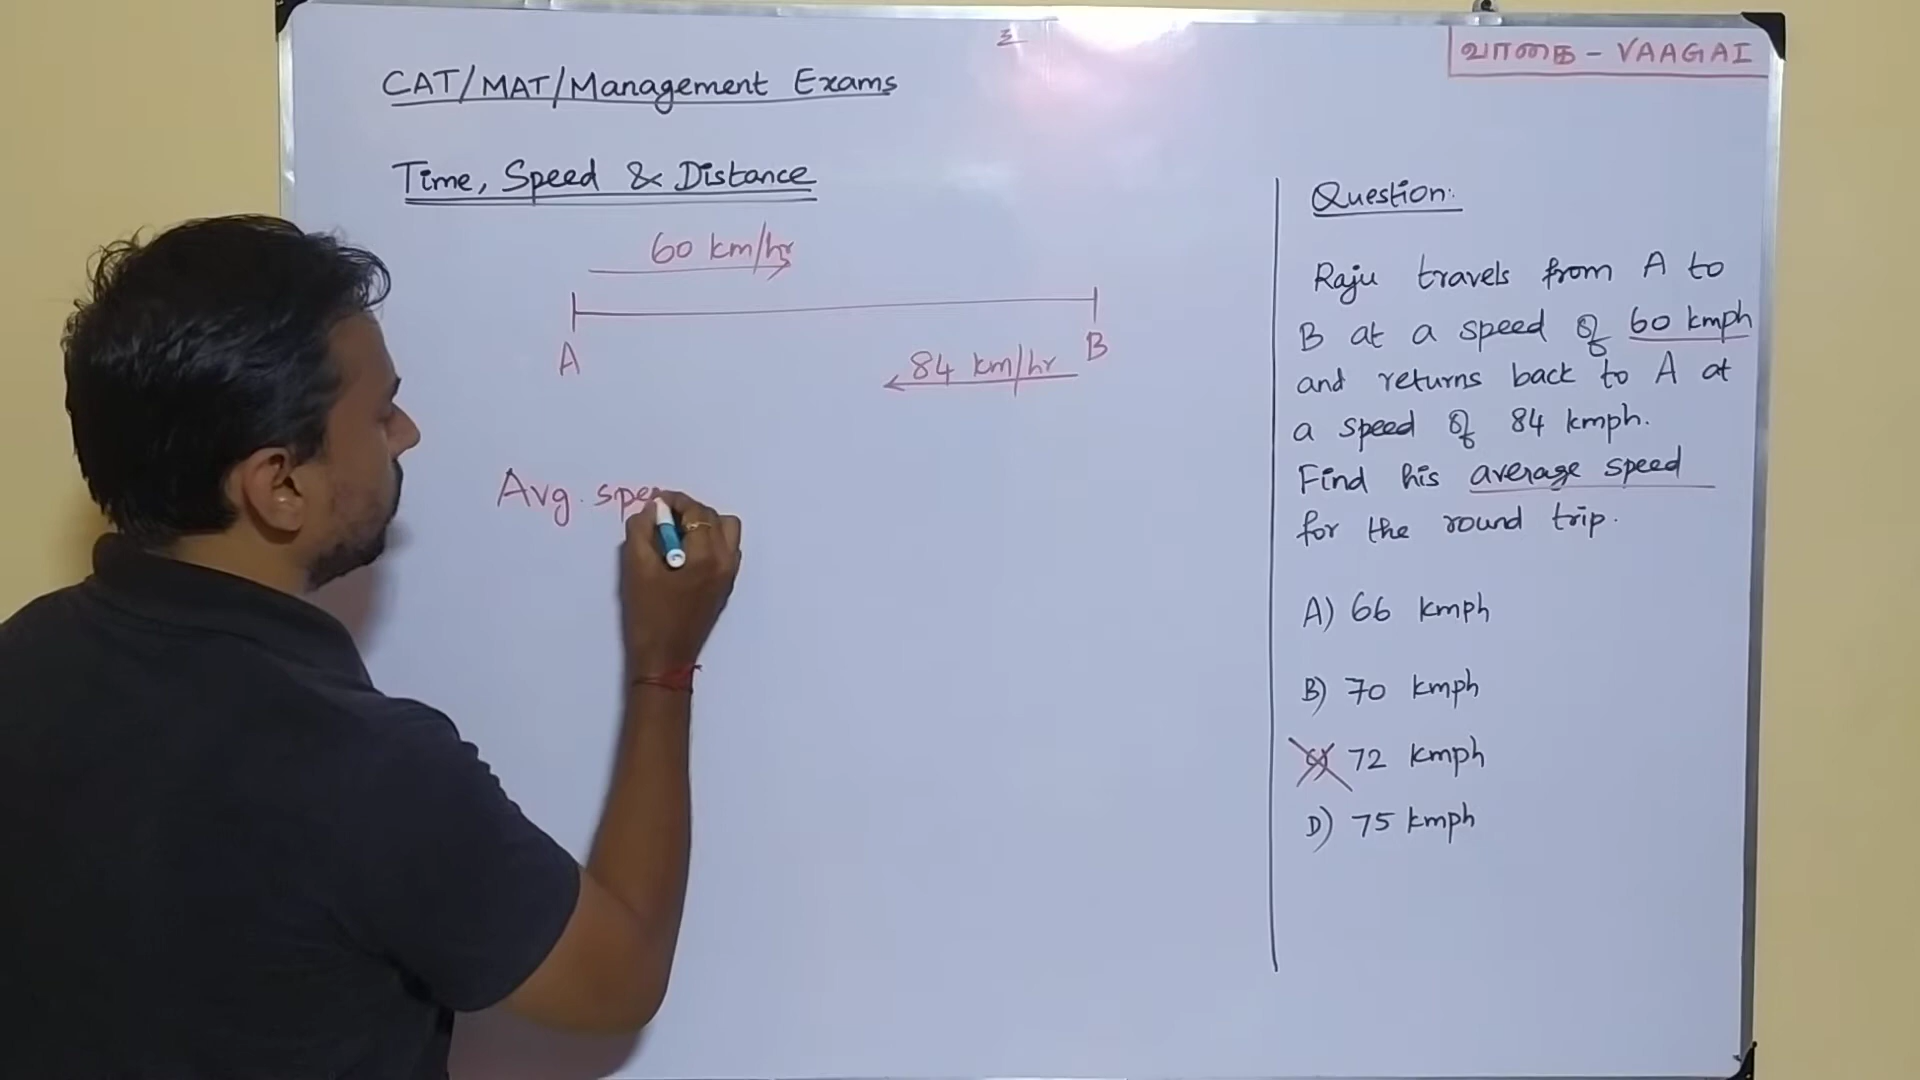 வாகை - VAAGAI
CAT/MAT/Management Exams
Time, Speed & Distance
60 km/hr
A
B
84 km/hr
Avg. spee
Question:
Raju travels from A to
B at a speed of 60 kmph
and returns back to A at
a speed of 84 kmph.
Find his average speed
for the round trip.
A) 66 kmph
B) 70 kmph
C) 72 kmph
D) 75 kmph